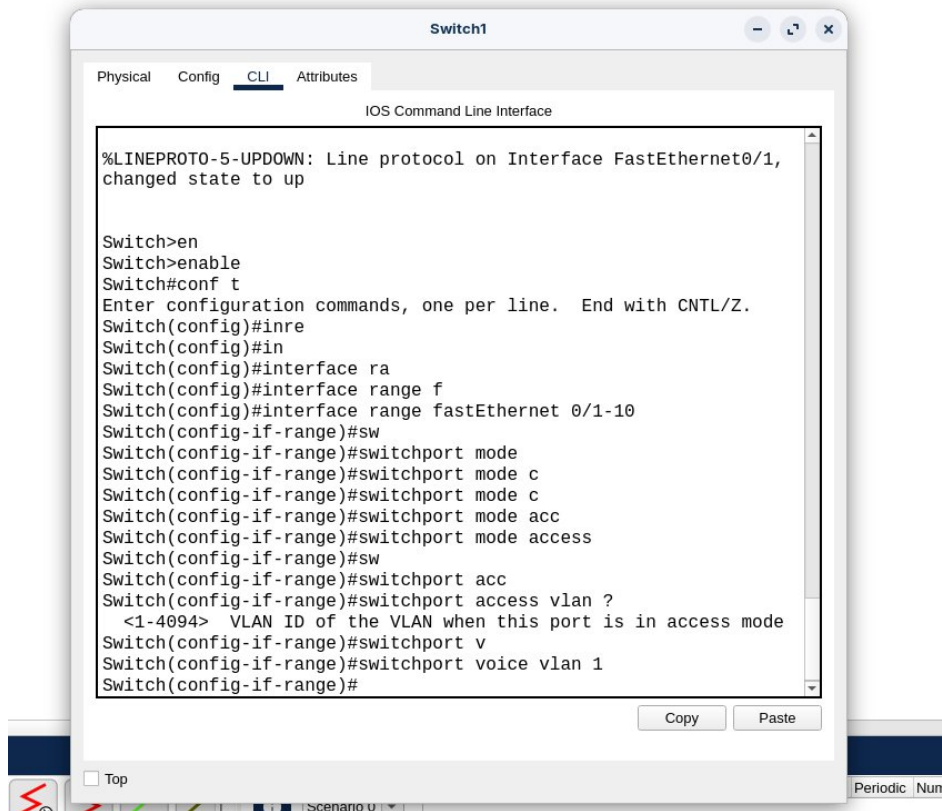 Switch1
Physical Config CLI Attributes
IOS Command Line Interface
%LINEPROTO-5-UPDOWN: Line protocol on Interface FastEthernet0/1,
changed state to up
Switch>en
Switch>enable
Switch#conf t
Enter configuration commands, one per line.  End with CNTL/Z.
Switch(config)#inre
Switch(config)#in
Switch(config)#interface ra
Switch(config)#interface range f
Switch(config)#interface range fastEthernet 0/1-10
Switch(config-if-range)#sw
Switch(config-if-range)#switchport mode
Switch(config-if-range)#switchport mode c
Switch(config-if-range)#switchport mode c
Switch(config-if-range)#switchport mode acc
Switch(config-if-range)#switchport mode access
Switch(config-if-range)#sw
Switch(config-if-range)#switchport acc
Switch(config-if-range)#switchport access vlan ?
<1-4094>  VLAN ID of the VLAN when this port is in access mode
Switch(config-if-range)#switchport v
Switch(config-if-range)#switchport voice vlan 1
Switch(config-if-range)#
Copy Paste
Top
Scenario 0
Periodic